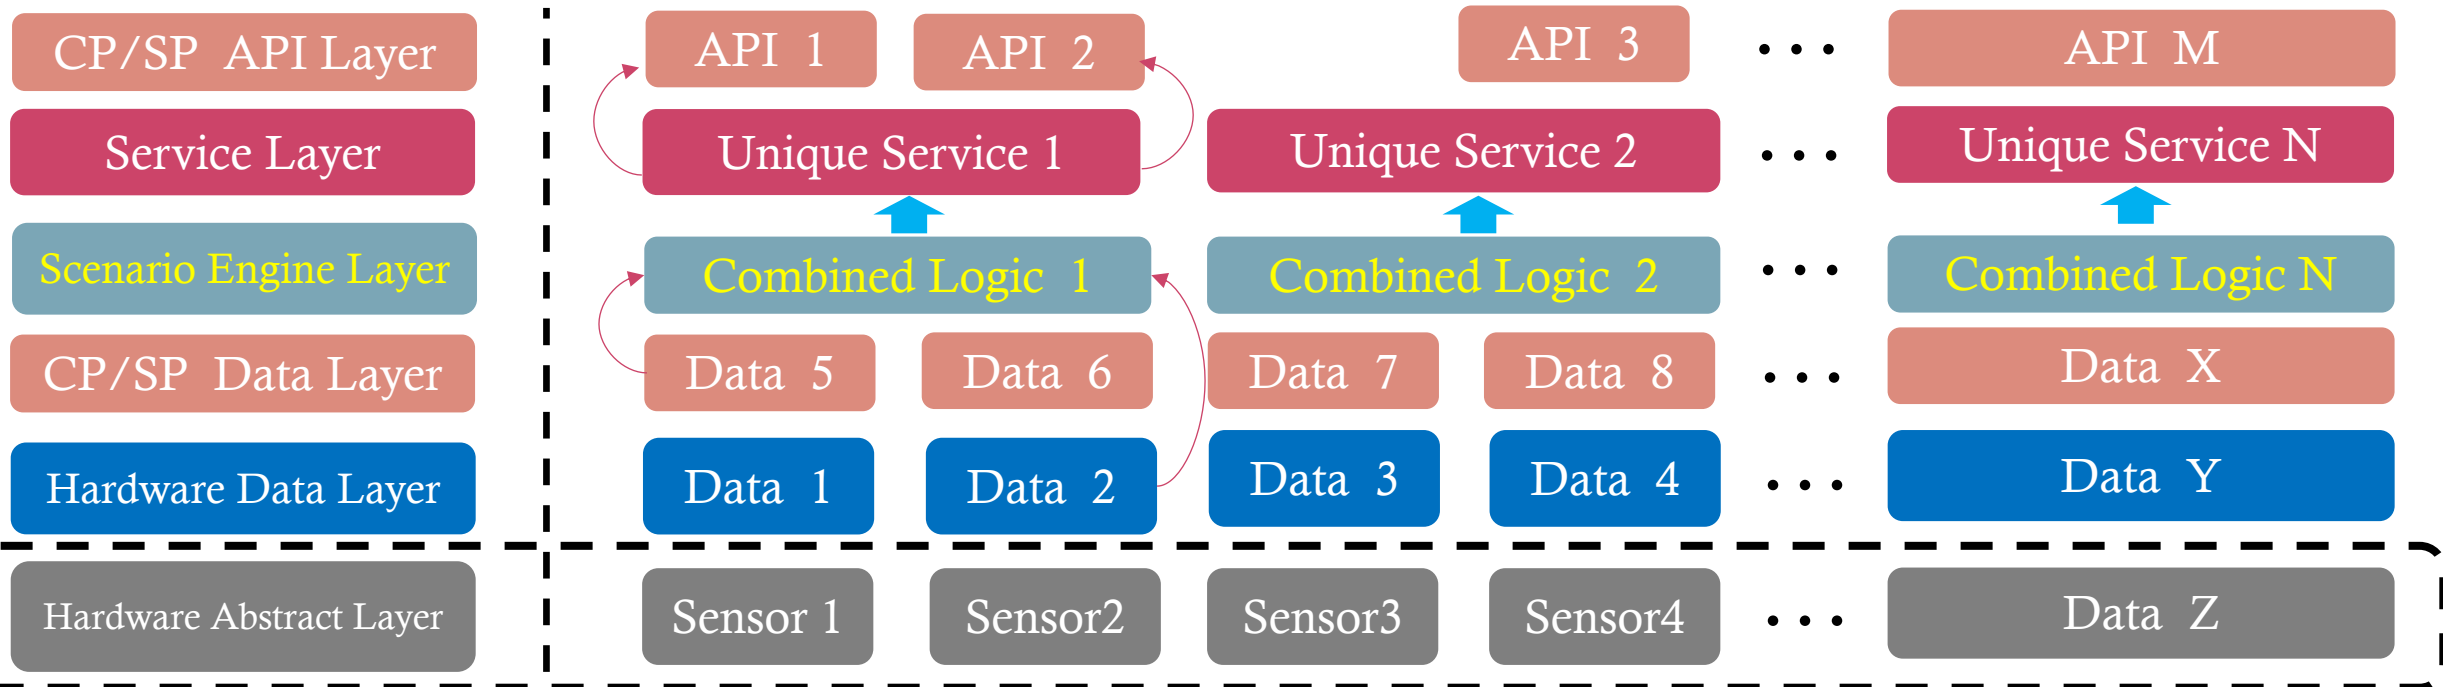 CP/SP API Layer
API 1
API 2
API 3
• • •
API M
Service Layer
Unique Service 1
Unique Service 2
• • •
Unique Service N
Scenario Engine Layer
Combined Logic 1
Combined Logic 2
• • •
Combined Logic N
CP/SP Data Layer
Data 5
Data 6
Data 7
Data 8
• • •
Data X
Hardware Data Layer
Data 1
Data 2
Data 3
Data 4
• • •
Data Y
Hardware Abstract Layer
Sensor 1
Sensor2
Sensor3
Sensor4
• • •
Data Z